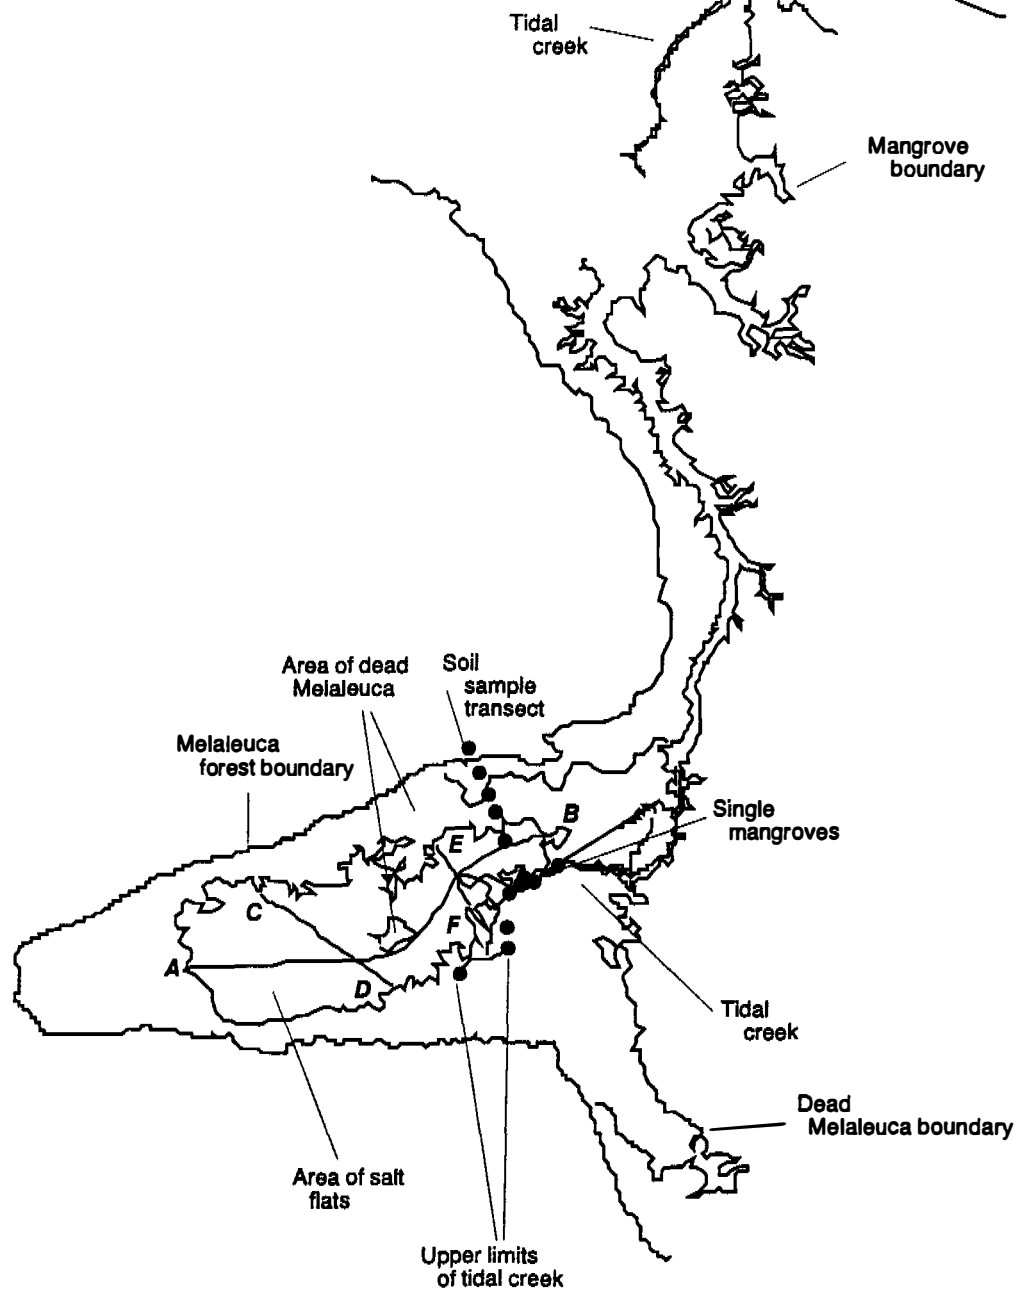 Tidal
creek
Mangrove
boundary
Area of dead
Melaleuca
Soil
sample
transect
Melaleuca
forest boundary
B
Single
mangroves
E
C
F
A
D
Tidal
creek
Dead
Melaleuca boundary
Area of salt
flats
Upper limits
of tidal creek